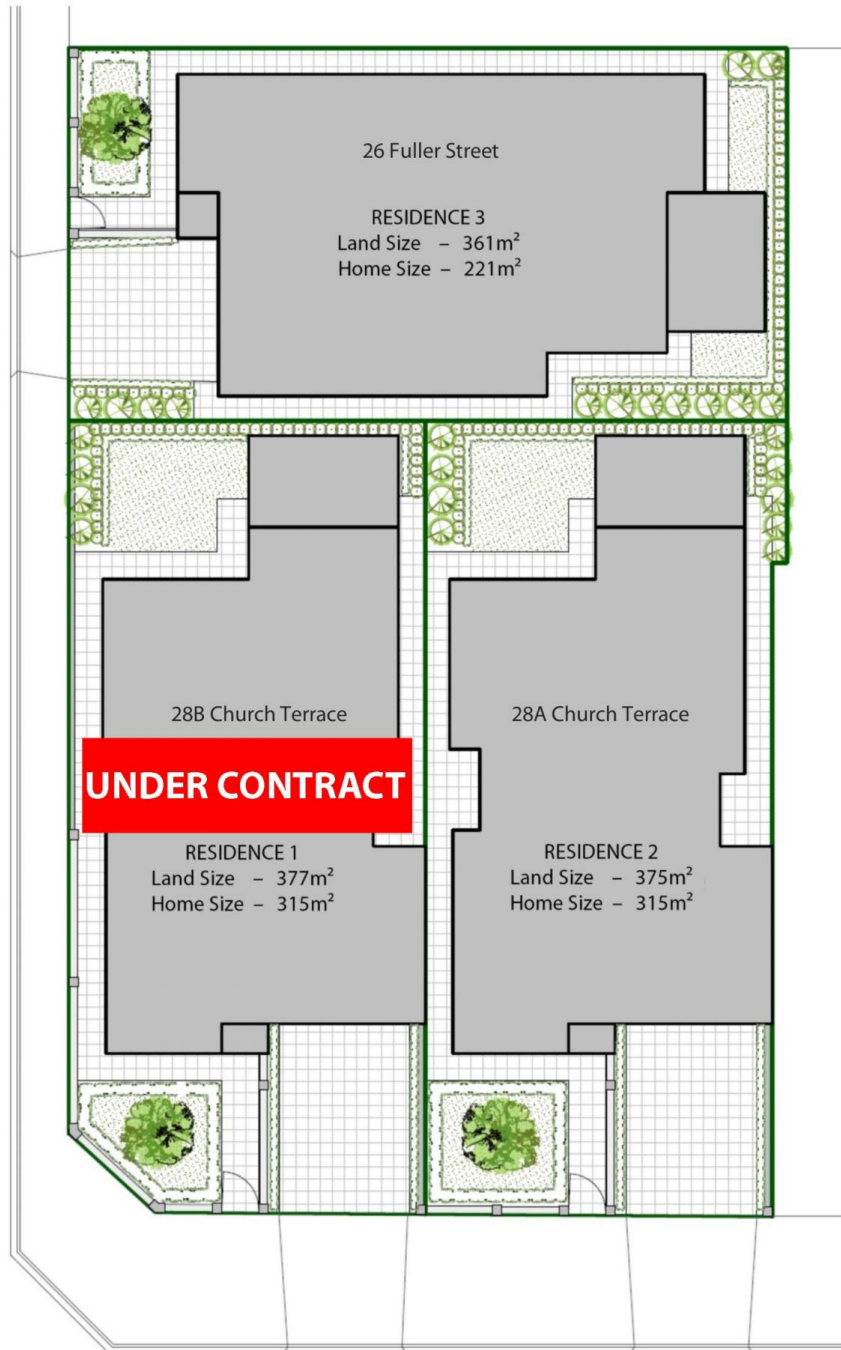 26 Fuller Street
RESIDENCE 3
Land Size – 361m²
Home Size – 221m²
28B Church Terrace
UNDER CONTRACT
RESIDENCE 1
Land Size – 377m²
Home Size – 315m²
28A Church Terrace
RESIDENCE 2
Land Size – 375m²
Home Size – 315m²